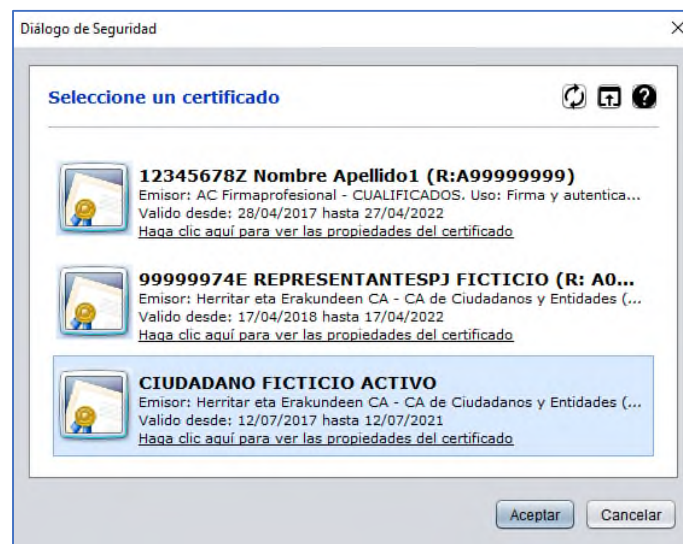 Diálogo de Seguridad
Seleccione un certificado
12345678Z Nombre Apellido1 (R:A99999999)
Emisor: AC Firmaprofesional - CUALIFICADOS. Uso: Firma y autentica...
Valido desde: 28/04/2017 hasta 27/04/2022
Haga clic aquí para ver las propiedades del certificado
99999974E REPRESENTANTESPJ FICTICIO (R: A0...
Emisor: Herritar eta Erakundeen CA - CA de Ciudadanos y Entidades (...
Valido desde: 17/04/2018 hasta 17/04/2022
Haga clic aquí para ver las propiedades del certificado
CIUDADANO FICTICIO ACTIVO
Emisor: Herritar eta Erakundeen CA - CA de Ciudadanos y Entidades (...
Valido desde: 12/07/2017 hasta 12/07/2021
Haga clic aquí para ver las propiedades del certificado
Aceptar Cancelar